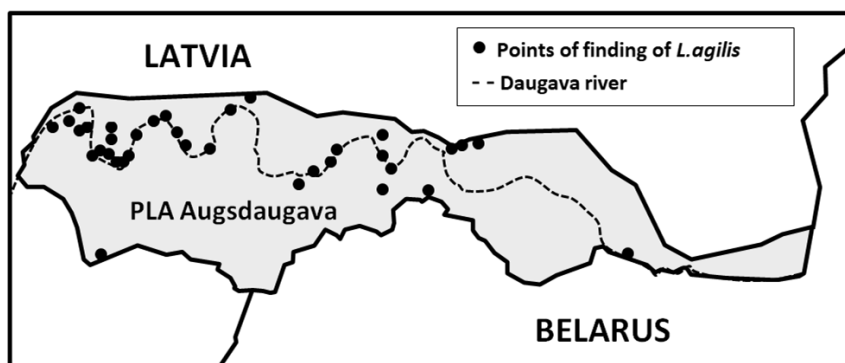 LATVIA
Points of finding of L.agilis
Daugava river
PLA Augsdaugava
BELARUS